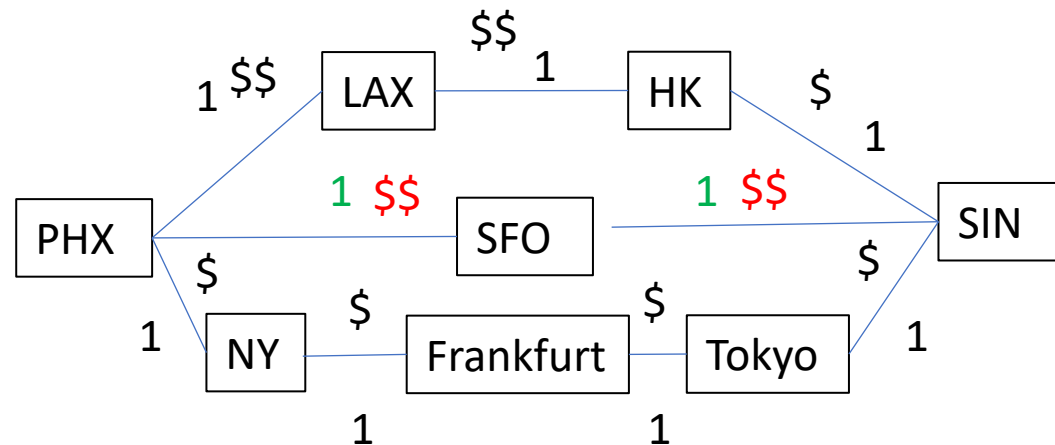 $$
1 $$ LAX 1 HK $
1
1 $$ 1 $$
PHX SFO SIN
$ $
1 NY $ Frankfurt $ Tokyo 1
1 1